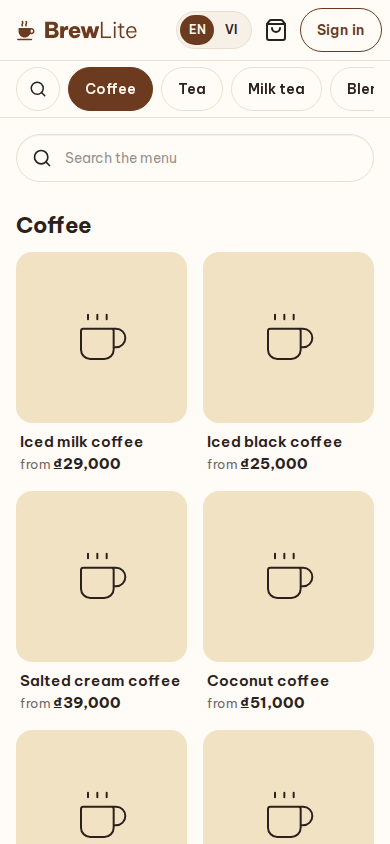 BrewLite EN VI Sign in
Coffee Tea Milk tea Blen
Search the menu
Coffee
Iced milk coffee
from ₫29,000
Iced black coffee
from ₫25,000
Salted cream coffee
from ₫39,000
Coconut coffee
from ₫51,000